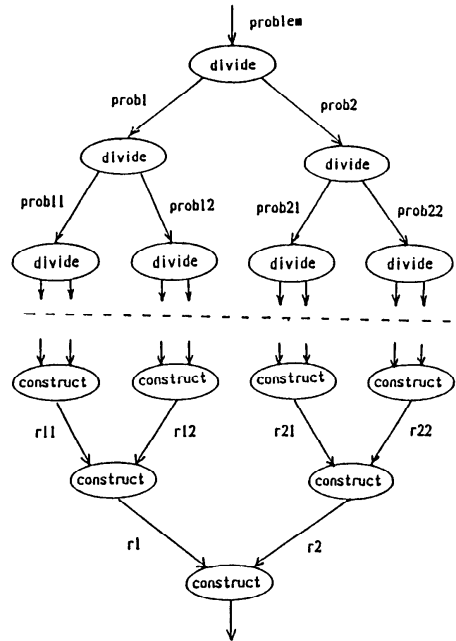 problem
divide
prob1
prob2
divide
divide
prob11
prob12
prob21
prob22
divide
divide
divide
divide
construct
construct
construct
construct
r11
r12
r21
r22
construct
construct
r1
r2
construct